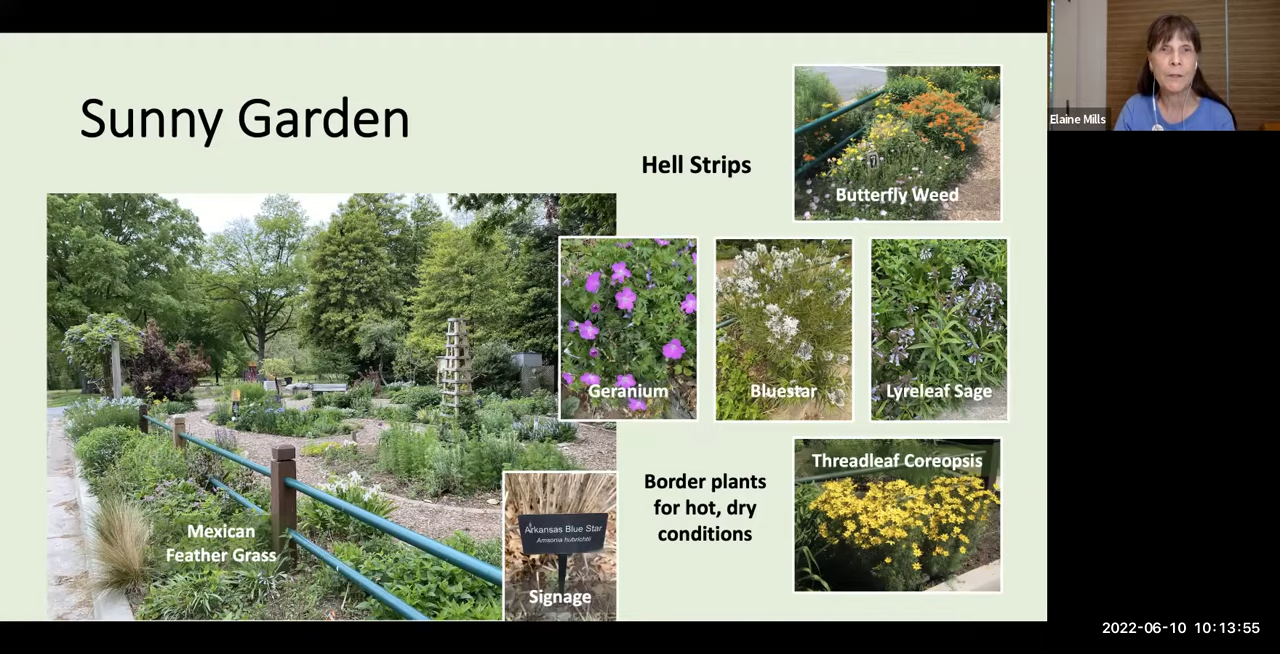 Sunny Garden
Elaine Mills
Hell Strips
Butterfly Weed
Geranium
Bluestar
Lyreleaf Sage
Threadleaf Coreopsis
Border plants
for hot, dry
conditions
Mexican
Feather Grass
Arkansas Blue Star
Amsonia hubrichtii
Signage
2022-06-10 10:13:55